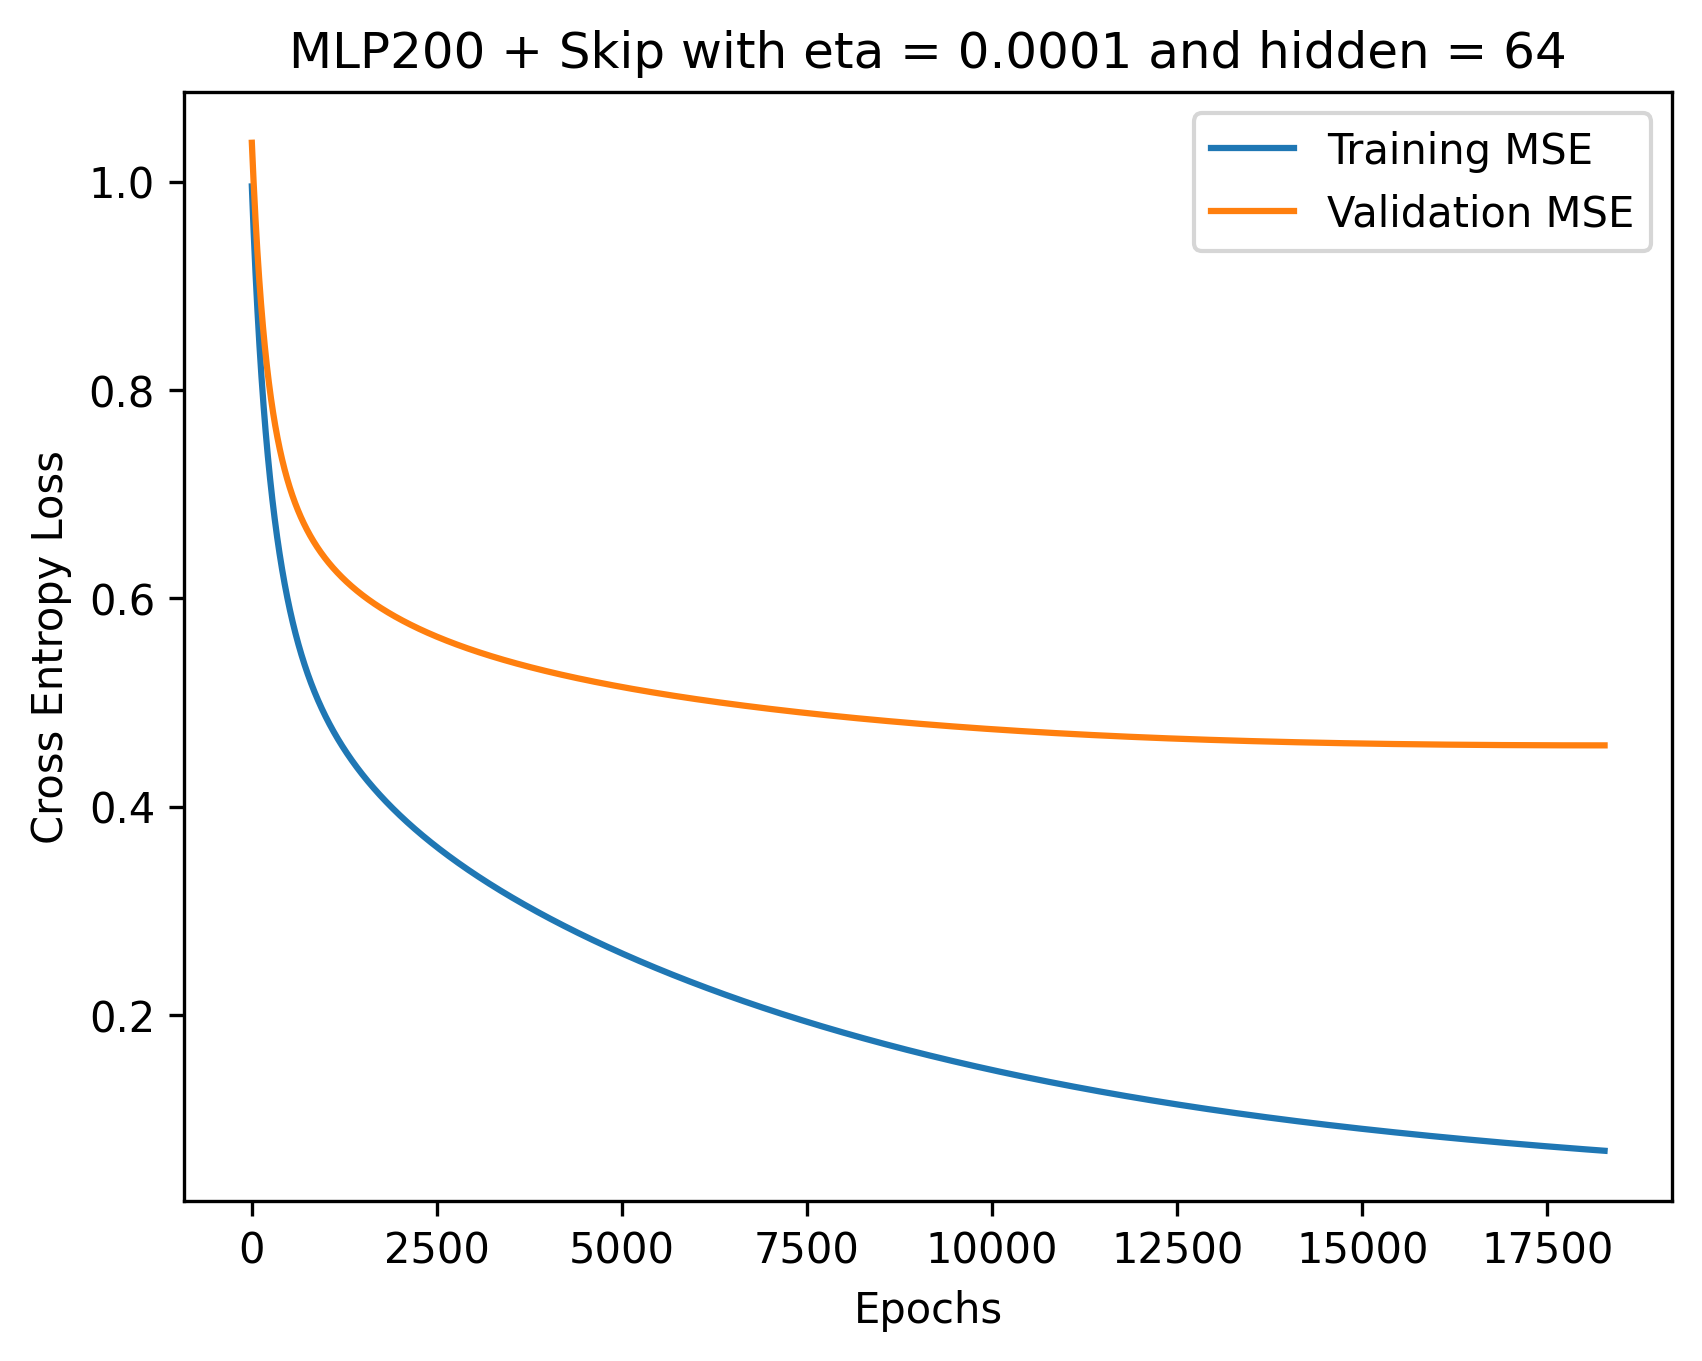 MLP200 + Skip with eta = 0.0001 and hidden = 64
Training MSE
Validation MSE
Cross Entropy Loss
1.0
0.8
0.6
0.4
0.2
0 2500 5000 7500 10000 12500 15000 17500
Epochs